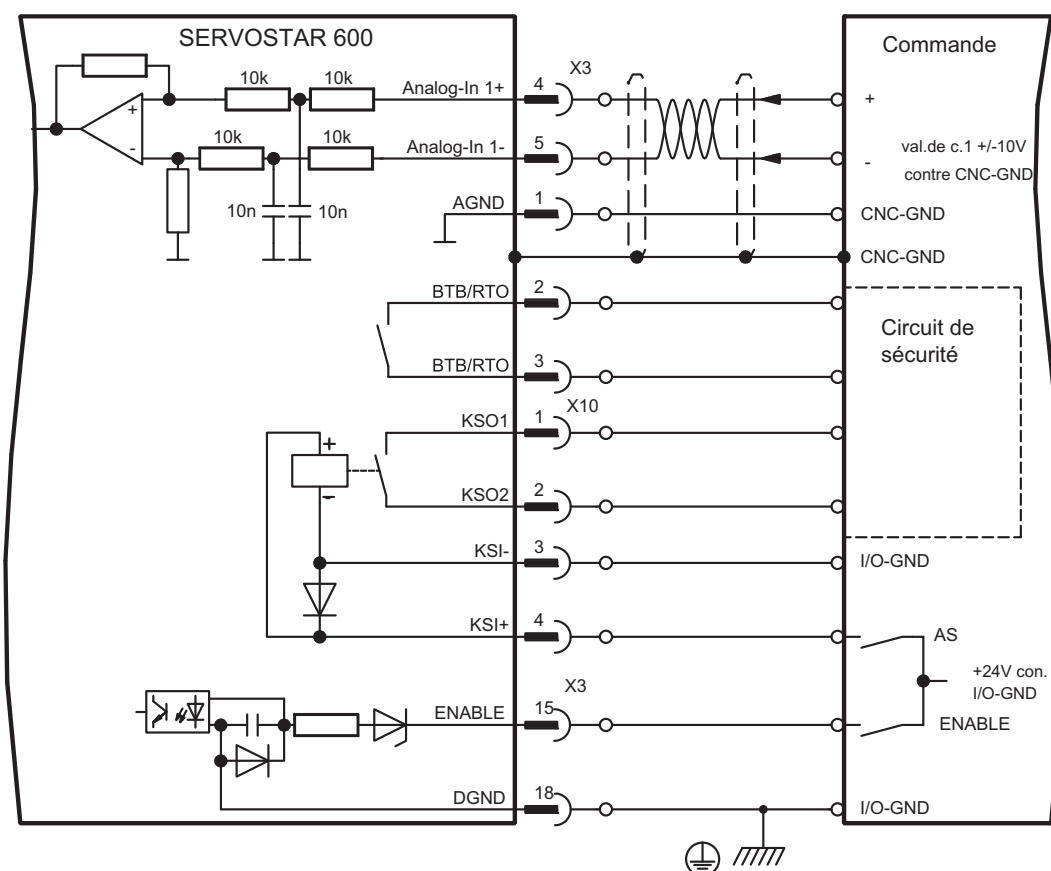 SERVOSTAR 600
Commande
X3
10k
10k
Analog-In 1+
4
+
+
-
10k
10k
Analog-In 1-
5
-
val.de c.1 +/-10V
contre CNC-GND
10n
10n
AGND
1
CNC-GND
CNC-GND
BTB/RTO
2
Circuit de
sécurité
BTB/RTO
3
X10
KSO1
1
+
-
KSO2
2
KSI-
3
I/O-GND
KSI+
4
AS
+24V con.
I/O-GND
X3
ENABLE
15
ENABLE
DGND
18
I/O-GND